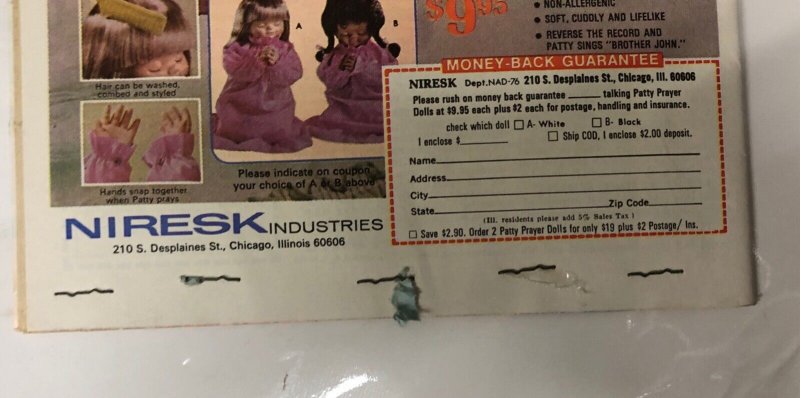 Hair can be washed,
combed and styled
Hands snap together
when Patty prays
A
B
Please indicate on coupon
your choice of A or B above
$9.95
• NON-ALLERGENIC
• SOFT, CUDDLY AND LIFELIKE
• REVERSE THE RECORD AND
PATTY SINGS "BROTHER JOHN."
MONEY-BACK GUARANTEE
NIRESK Dept.NAD-76 210 S. Desplaines St., Chicago, Ill. 60606
Please rush on money back guarantee ______ talking Patty Prayer
Dolls at $9.95 each plus $2 each for postage, handling and insurance.
check which doll □ A- White □ B- Black
I enclose $________ □ Ship COD, I enclose $2.00 deposit.
Name
Address
City
State Zip Code
(Ill. residents please add 5% Sales Tax)
□ Save $2.90. Order 2 Patty Prayer Dolls for only $19 plus $2 Postage/ Ins.
NIRESK INDUSTRIES
210 S. Desplaines St., Chicago, Illinois 60606